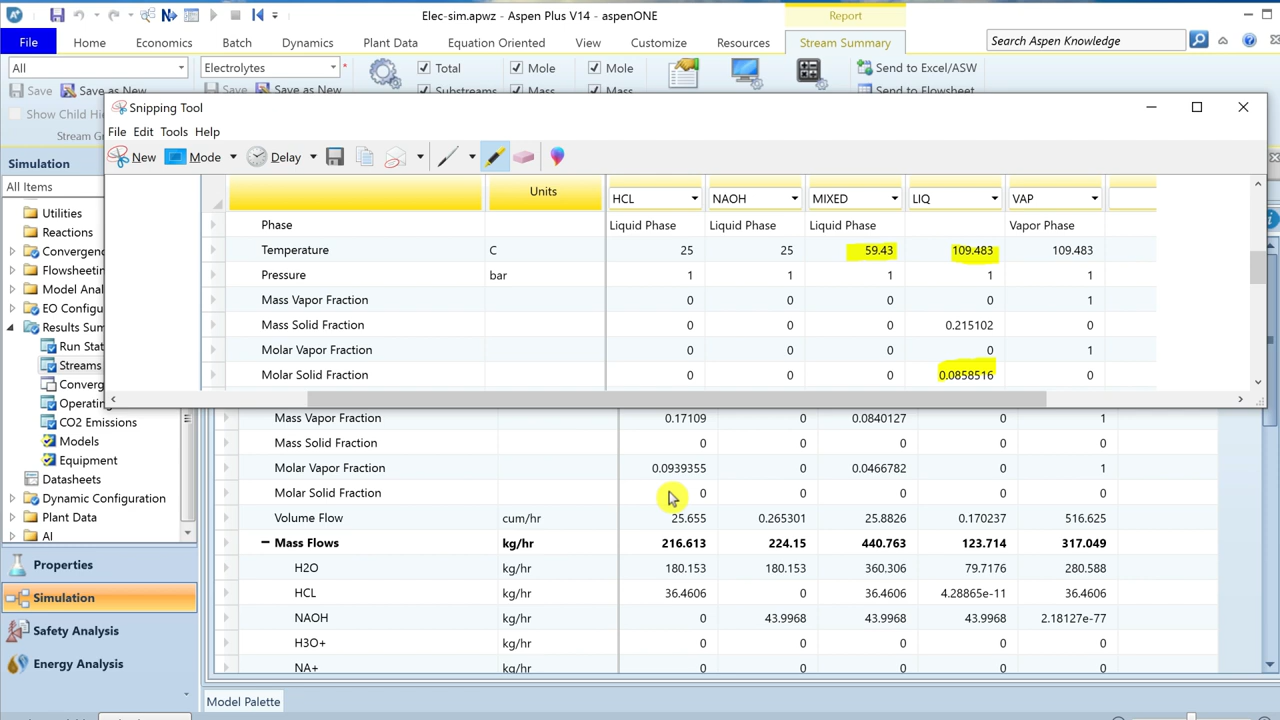 Elec-sim.apwz - Aspen Plus V14 - aspenONE
Report
File Home Economics Batch Dynamics Plant Data Equation Oriented View Customize Resources Stream Summary Search Aspen Knowledge
All Electrolytes * Total Mole Mole Send to Excel/ASW
Save Save as New Save Save as New Substreams Mass Mass Send to Flowsheet
Snipping Tool
File Edit Tools Help
New Mode Delay
Units HCL NAOH MIXED LIQ VAP
Phase Liquid Phase Liquid Phase Liquid Phase Vapor Phase
Temperature C 25 25 59.43 109.483 109.483
Pressure bar 1 1 1 1 1
Mass Vapor Fraction 0 0 0 0 1
Mass Solid Fraction 0 0 0 0.215102 0
Molar Vapor Fraction 0 0 0 0 1
Molar Solid Fraction 0 0 0 0.0858516 0
Show Child Hi
Stream Gr
Simulation
All Items
Utilities
Reactions
Convergen
Flowsheetin
Model Anal
EO Configu
Results Sum
Run Stat
Streams
Converg
Operatin
CO2 Emissions
Models
Equipment
Datasheets
Dynamic Configuration
Plant Data
AI
Properties
Simulation
Safety Analysis
Energy Analysis
Mass Vapor Fraction 0.17109 0 0.0840127 0 1
Mass Solid Fraction 0 0 0 0 0
Molar Vapor Fraction 0.0939355 0 0.0466782 0 1
Molar Solid Fraction 0 0 0 0 0
Volume Flow cum/hr 25.655 0.265301 25.8826 0.170237 516.625
Mass Flows kg/hr 216.613 224.15 440.763 123.714 317.049
H2O kg/hr 180.153 180.153 360.306 79.7176 280.588
HCL kg/hr 36.4606 0 36.4606 4.28865e-11 36.4606
NAOH kg/hr 0 43.9968 43.9968 43.9968 2.18127e-77
H3O+ kg/hr 0 0 0 0 0
NA+ kg/hr 0 0 0 0 0
Model Palette